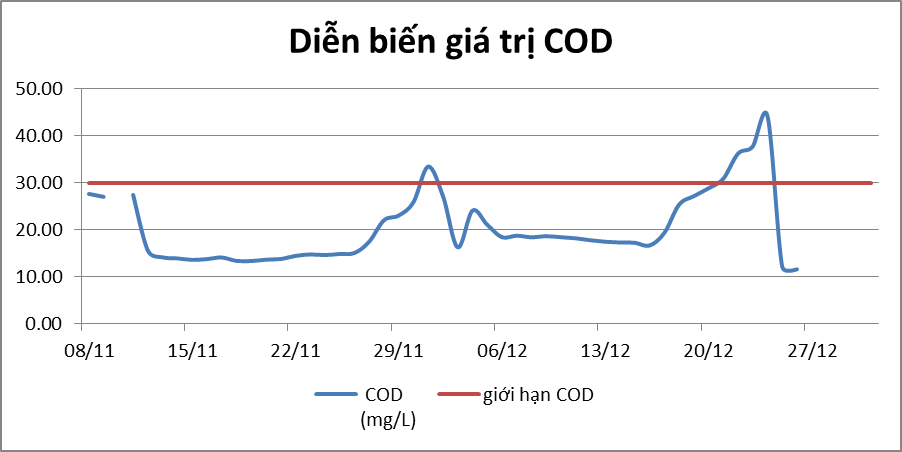 Diễn biến giá trị COD
50.00
40.00
30.00
20.00
10.00
0.00
08/11 15/11 22/11 29/11 06/12 13/12 20/12 27/12
COD giới hạn COD
(mg/L)